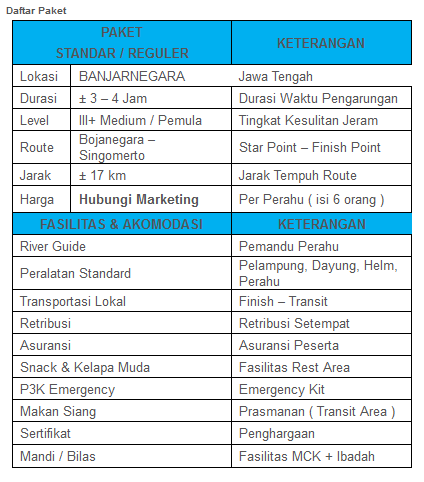 Daftar Paket
PAKET
STANDAR / REGULER
KETERANGAN
Lokasi BANJARNEGARA Jawa Tengah
Durasi ± 3 – 4 Jam Durasi Waktu Pengarungan
Level III+ Medium / Pemula Tingkat Kesulitan Jeram
Route Bojanegara –
Singomerto Star Point – Finish Point
Jarak ± 17 km Jarak Tempuh Route
Harga Hubungi Marketing Per Perahu ( isi 6 orang )
FASILITAS & AKOMODASI KETERANGAN
River Guide Pemandu Perahu
Peralatan Standard Pelampung, Dayung, Helm,
Perahu
Transportasi Lokal Finish – Transit
Retribusi Retribusi Setempat
Asuransi Asuransi Peserta
Snack & Kelapa Muda Fasilitas Rest Area
P3K Emergency Emergency Kit
Makan Siang Prasmanan ( Transit Area )
Sertifikat Penghargaan
Mandi / Bilas Fasilitas MCK + Ibadah